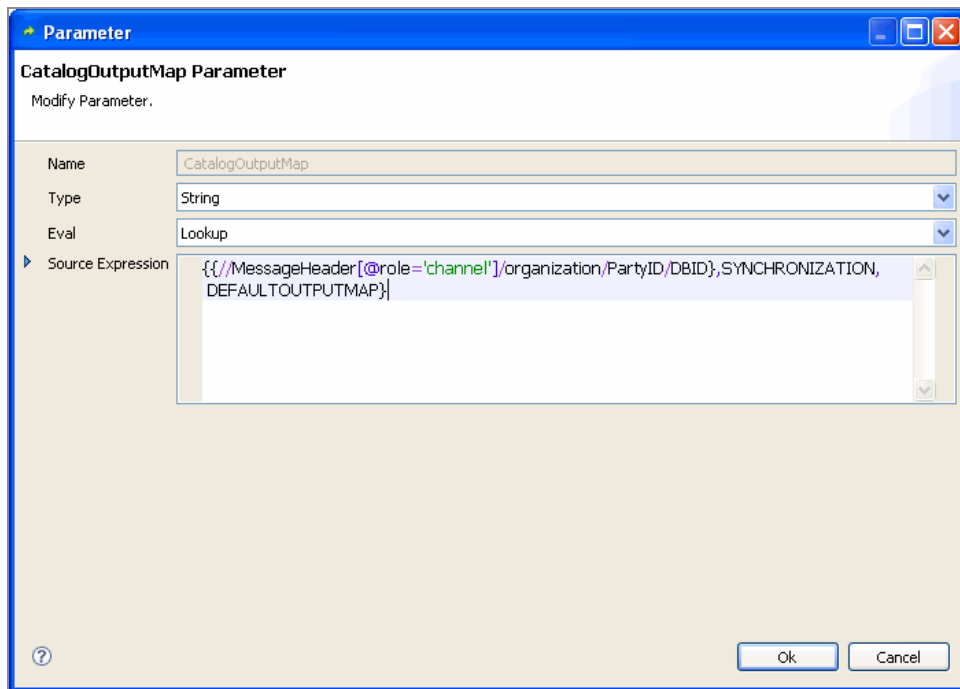 Parameter
CatalogOutputMap Parameter
Modify Parameter.
Name CatalogOutputMap
Type String
Eval Lookup
Source Expression {{//MessageHeader[@role='channel']/organization/PartyID/DBID},SYNCHRONIZATION,
DEFAULTOUTPUTMAP}
? Ok Cancel